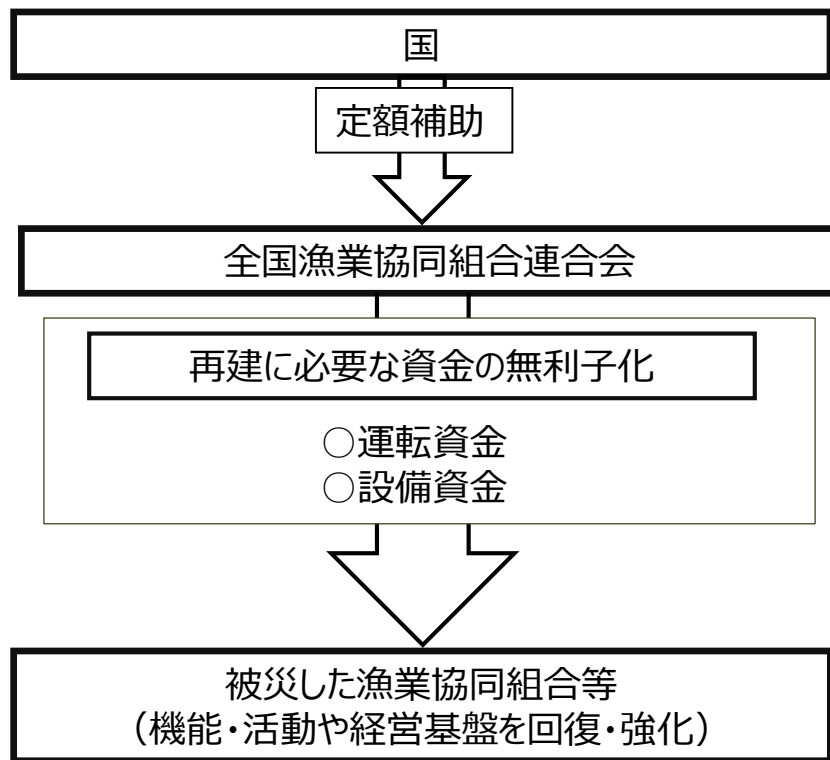 国
定額補助
全国漁業協同組合連合会
再建に必要な資金の無利子化
○運転資金
○設備資金
被災した漁業協同組合等
（機能・活動や経営基盤を回復・強化）